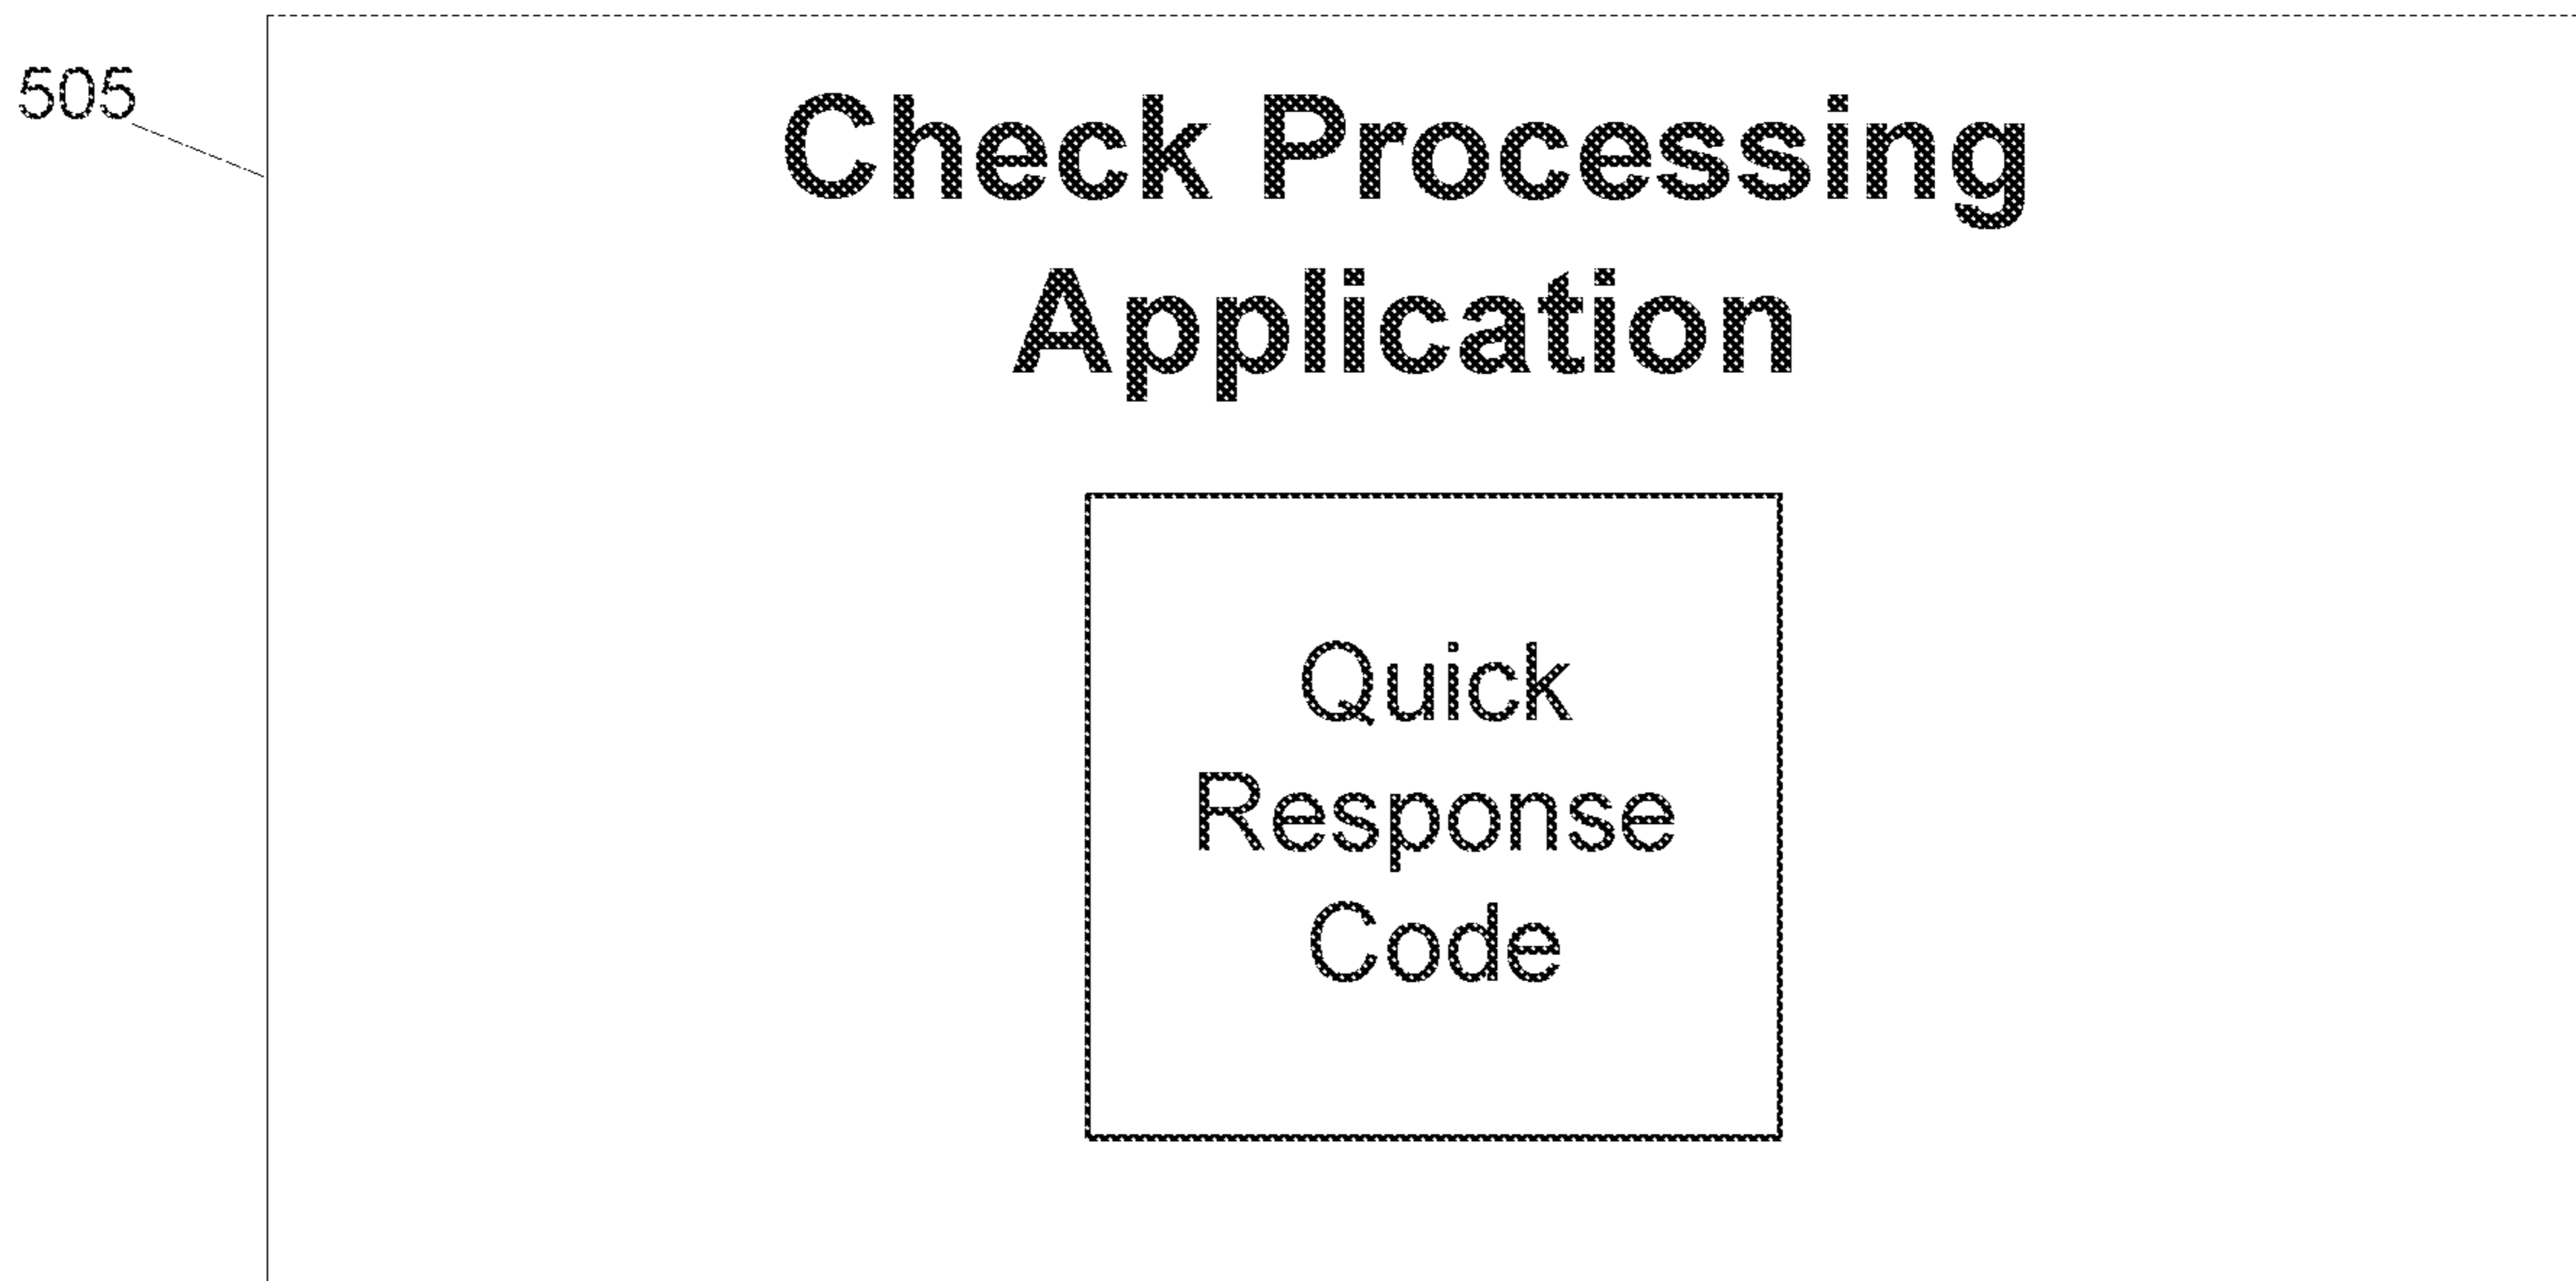 505
Check Processing
Application
Quick
Response
Code